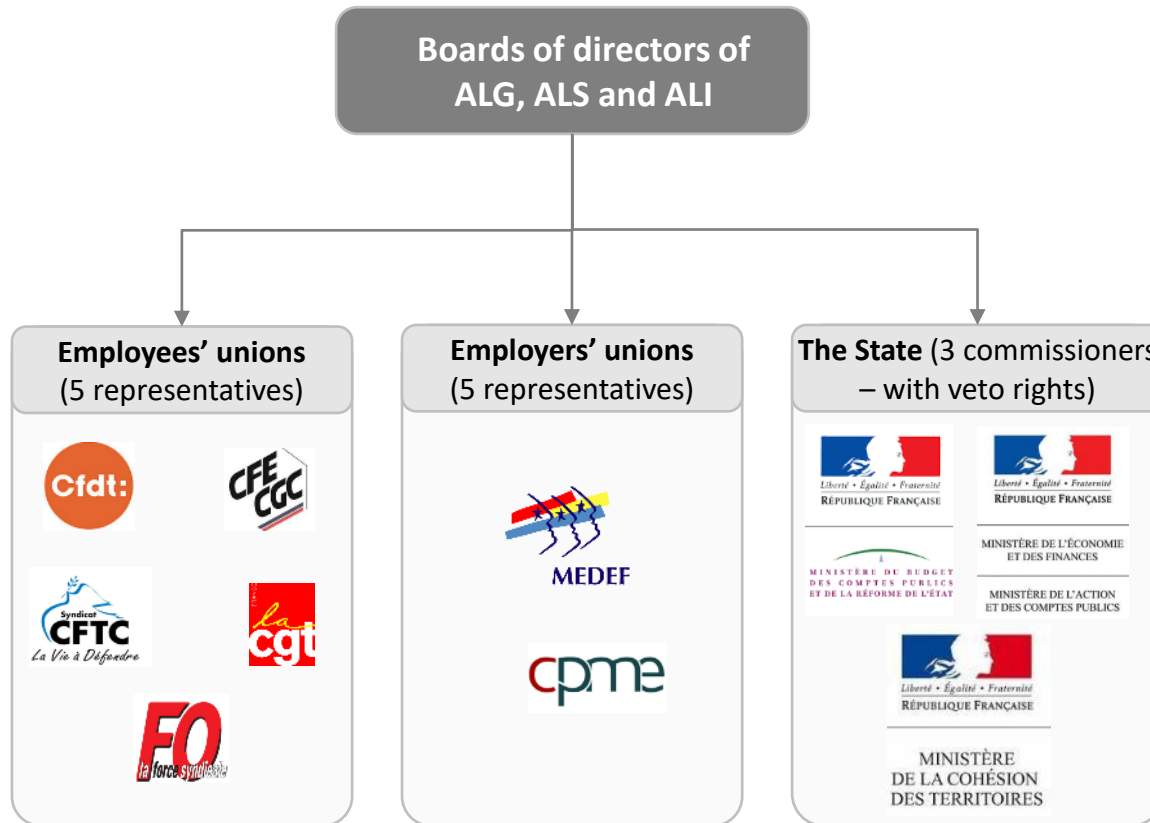 Boards of directors of
ALG, ALS and ALI
Employees’ unions
(5 representatives)
Cfdt:
CFE
CGC
Syndicat
CFTC
La Vie à Défendre
la
cgt
FO
la force syndicale
Employers’ unions
(5 representatives)
MEDEF
cpme
The State (3 commissioners
– with veto rights)
Liberté • Égalité • Fraternité
RÉPUBLIQUE FRANÇAISE
MINISTÈRE DU BUDGET
DES COMPTES PUBLICS
ET DE LA RÉFORME DE L'ÉTAT
Liberté • Égalité • Fraternité
RÉPUBLIQUE FRANÇAISE
MINISTÈRE DE L'ÉCONOMIE
ET DES FINANCES
MINISTÈRE DE L'ACTION
ET DES COMPTES PUBLICS
Liberté • Égalité • Fraternité
RÉPUBLIQUE FRANÇAISE
MINISTÈRE
DE LA COHÉSION
DES TERRITOIRES